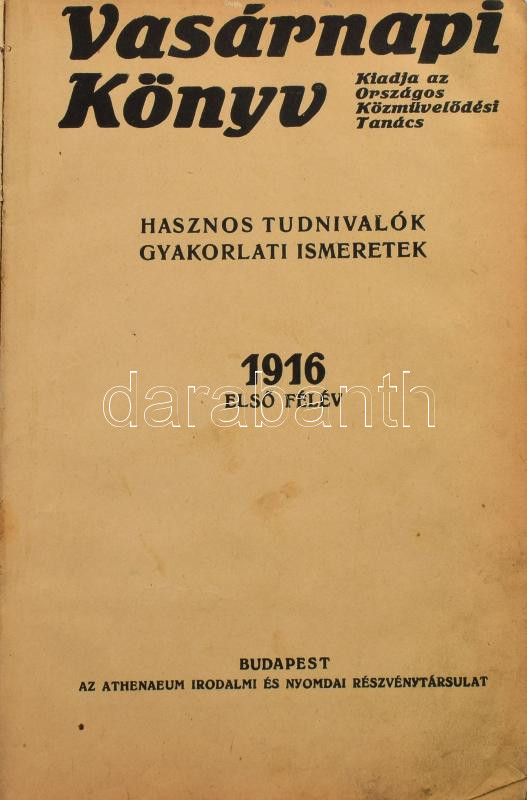 Vasárnapi
Könyv
Kiadja az
Országos
Közművelődési
Tanács
HASZNOS TUDNIVALÓK
GYAKORLATI ISMERETEK
1916
ELSŐ FÉLÉV
darabanth
BUDAPEST
AZ ATHENAEUM IRODALMI ÉS NYOMDAI RÉSZVÉNYTÁRSULAT